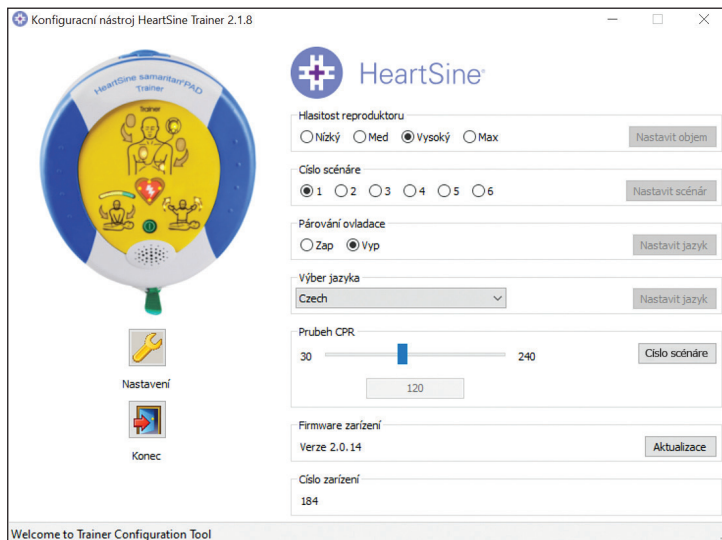 Konfiguracní nástroj HeartSine Trainer 2.1.8
HeartSine samaritan® PAD
Trainer
Trainer
HeartSine®
Hlasitost reproduktoru
Nízký Med Vysoký Max
Nastavit objem
Císlo scénáre
1 2 3 4 5 6
Nastavit scénár
Párování ovladace
Zap Vyp
Nastavit jazyk
Výber jazyka
Czech
Nastavit jazyk
Prubeh CPR
30 240
Císlo scénáre
120
Firmware zarízení
Verze 2.0.14
Aktualizace
Císlo zarízení
184
Nastavení
Konec
Welcome to Trainer Configuration Tool